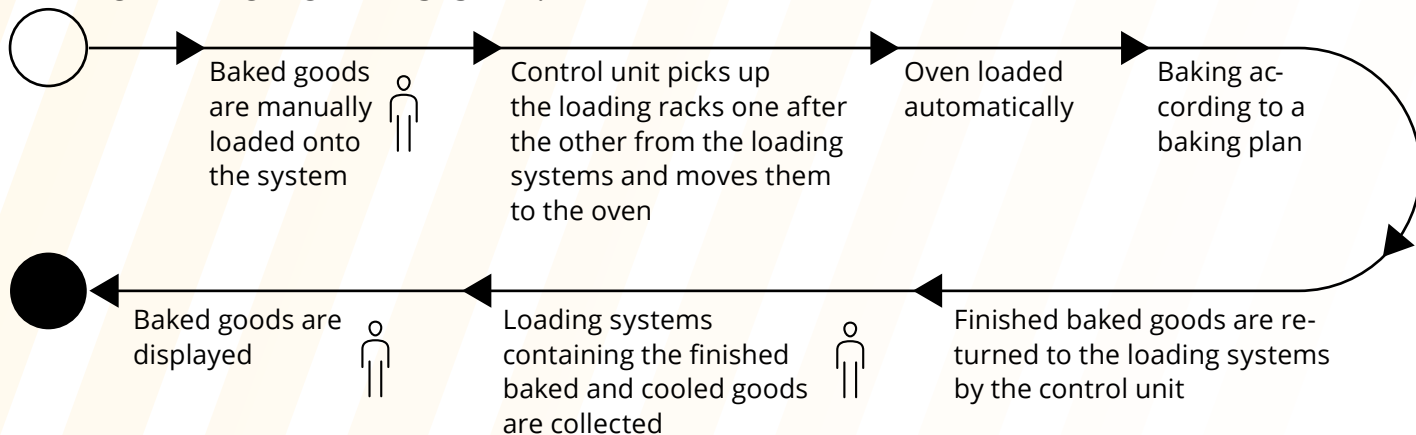 Baked goods
are manually
loaded onto
the system
Control unit picks up
the loading racks one after
the other from the loading
systems and moves them
to the oven
Oven loaded
automatically
Baking ac-
cording to a
baking plan
Finished baked goods are re-
turned to the loading systems
by the control unit
Loading systems
containing the finished
baked and cooled goods
are collected
Baked goods are
displayed